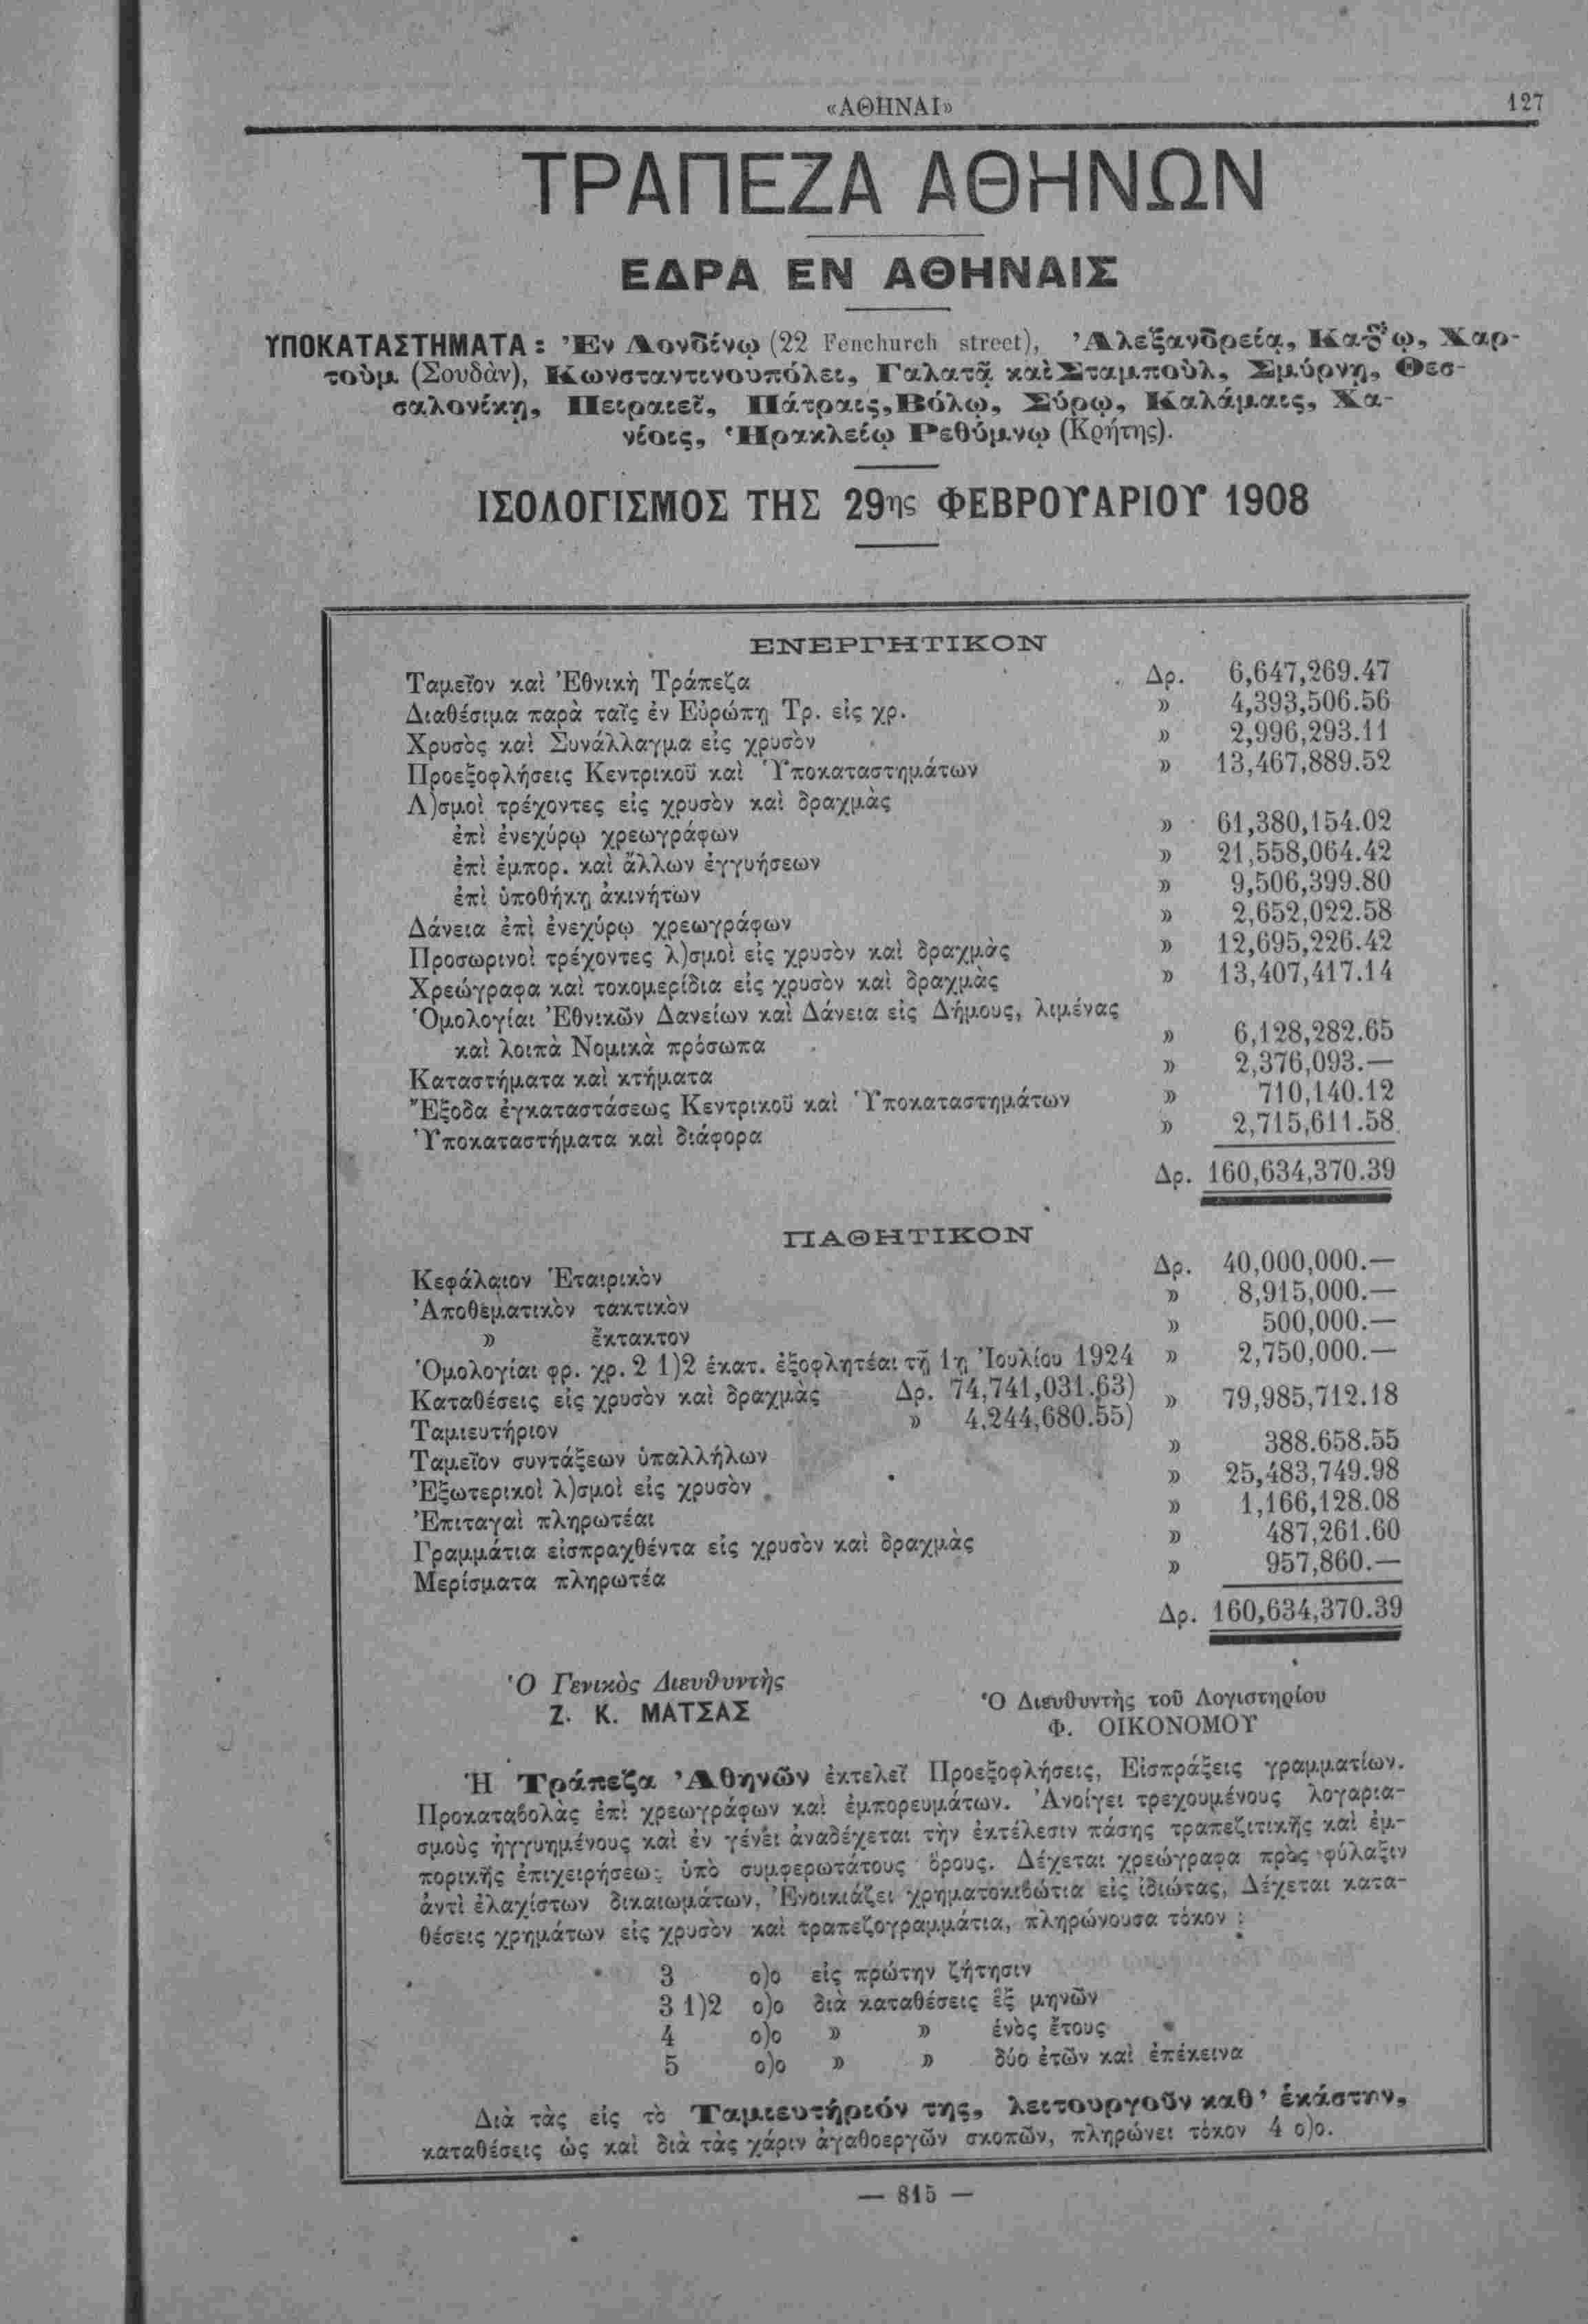 «ΑΘΗΝΑΙ» 127
ΤΡΑΠΕΖΑ ΑΘΗΝΩΝ
ΕΔΡΑ ΕΝ ΑΘΗΝΑΙΣ
ΥΠΟΚΑΤΑΣΤΗΜΑΤΑ : Ἐν Λονδίνῳ (22 Fenchurch street), Ἀλεξανδρείᾳ, Χαρ-
τοὺμ (Σουδὰν), Κωνσταντινουπόλει, Γαλατᾷ καὶ Σταμπούλ, Σμύρνῃ, Θεσ-
σαλονίκῃ, Πειραιεῖ, Πάτραις, Βόλῳ, Σύρῳ, Καλάμαις, Χα-
νίοις, Ἡρακλείῳ Ρεθύμνῳ (Κρήτης).
ΙΣΟΛΟΓΙΣΜΟΣ ΤΗΣ 29ης ΦΕΒΡΟΥΑΡΙΟΥ 1908
ΕΝΕΡΓΗΤΙΚΟΝ
Ταμεῖον καὶ Ἐθνικὴ Τράπεζα Δρ. 6,647,269.47
Διαθέσιμα παρὰ ταῖς ἐν Εὐρώπῃ Τρ. εἰς χρ. » 4,393,506.56
Χρυσὸς καὶ Συνάλλαγμα εἰς χρυσὸν » 2,996,293.11
Προεξοφλήσεις Κεντρικοῦ καὶ Ὑποκαταστημάτων » 13,467,889.52
Λ)σμοὶ τρέχοντες εἰς χρυσὸν καὶ δραχμὰς
ἐπὶ ἐνεχύρῳ χρεωγράφων » 61,380,154.02
ἐπὶ ἐμπορ. καὶ ἄλλων ἐγγυήσεων » 21,558,064.42
ἐπὶ ὑποθήκῃ ἀκινήτων » 9,506,399.80
Δάνεια ἐπὶ ἐνεχύρῳ χρεωγράφων » 2,652,022.58
Προσωρινοὶ τρέχοντες λ)σμοὶ εἰς χρυσὸν καὶ δραχμὰς » 12,695,226.42
Χρεώγραφα καὶ τοκομερίδια εἰς χρυσὸν καὶ δραχμὰς » 13,407,417.14
Ὁμολογίαι Ἐθνικῶν Δανείων καὶ Δάνεια εἰς Δήμους, λιμένας
καὶ λοιπὰ Νομικὰ πρόσωπα » 6,128,282.65
Καταστήματα καὶ κτήματα » 2,376,093.—
Ἔξοδα ἐγκαταστάσεως Κεντρικοῦ καὶ Ὑποκαταστημάτων » 710,140.12
Ὑποκαταστήματα καὶ διάφορα » 2,715,611.58
Δρ. 160,634,370.39
ΠΑΘΗΤΙΚΟΝ
Κεφάλαιον Ἑταιρικὸν Δρ. 40,000,000.—
Ἀποθεματικὸν τακτικὸν » 8,915,000.—
» ἔκτακτον » 500,000.—
Ὁμολογίαι φρ. χρ. 2 1)2 ἑκατ. ἐξοφλητέαι τῇ 1ῃ Ἰουλίου 1924 » 2,750,000.—
Καταθέσεις εἰς χρυσὸν καὶ δραχμὰς Δρ. 74,741,031.63)
» 79,985,712.18
Ταμιευτήριον » 4,244,680.55)
Ταμεῖον συντάξεων ὑπαλλήλων » 388.658.55
Ἐξωτερικοὶ λ)σμοὶ εἰς χρυσὸν » 25,483,749.98
Ἐπιταγαὶ πληρωτέαι » 1,166,128.08
Γραμμάτια εἰσπραχθέντα εἰς χρυσὸν καὶ δραχμὰς » 487,261.60
Μερίσματα πληρωτέα » 957,860.—
Δρ. 160,634,370.39
Ὁ Γενικὸς Διευθυντὴς
Ζ. Κ. ΜΑΤΣΑΣ
Ὁ Διευθυντὴς τοῦ Λογιστηρίου
Φ. ΟΙΚΟΝΟΜΟΥ
Ἡ Τράπεζα Ἀθηνῶν ἐκτελεῖ Προεξοφλήσεις, Εἰσπράξεις γραμματίων.
Προκαταβολὰς ἐπὶ χρεωγράφων καὶ ἐμπορευμάτων. Ἀνοίγει τρεχουμένους λογαρια-
σμοὺς ἠγγυημένους καὶ ἐν γένει ἀναδέχεται τὴν ἐκτέλεσιν πάσης τραπεζιτικῆς καὶ ἐμ-
πορικῆς ἐπιχειρήσεως ὑπὸ συμφερωτάτους ὅρους. Δέχεται χρεώγραφα πρὸς φύλαξιν
ἀντὶ ἐλαχίστων δικαιωμάτων, Ἐνοικιάζει χρηματοκιβώτια εἰς ἰδιώτας, Δέχεται κατα-
θέσεις χρημάτων εἰς χρυσὸν καὶ τραπεζογραμμάτια, πληρώνουσα τόκον :
3 ο)ο εἰς πρώτην ζήτησιν
3 1)2 ο)ο διὰ καταθέσεις ἓξ μηνῶν
4 ο)ο » » ἑνὸς ἔτους
5 ο)ο » » δύο ἐτῶν καὶ ἐπέκεινα
Διὰ τὰς εἰς τὸ Ταμιευτήριόν της, λειτουργοῦν καθ' ἑκάστην,
καταθέσεις ὡς καὶ διὰ τὰς χάριν ἀγαθοεργῶν σκοπῶν, πληρώνει τόκον 4 ο)ο.
— 815 —